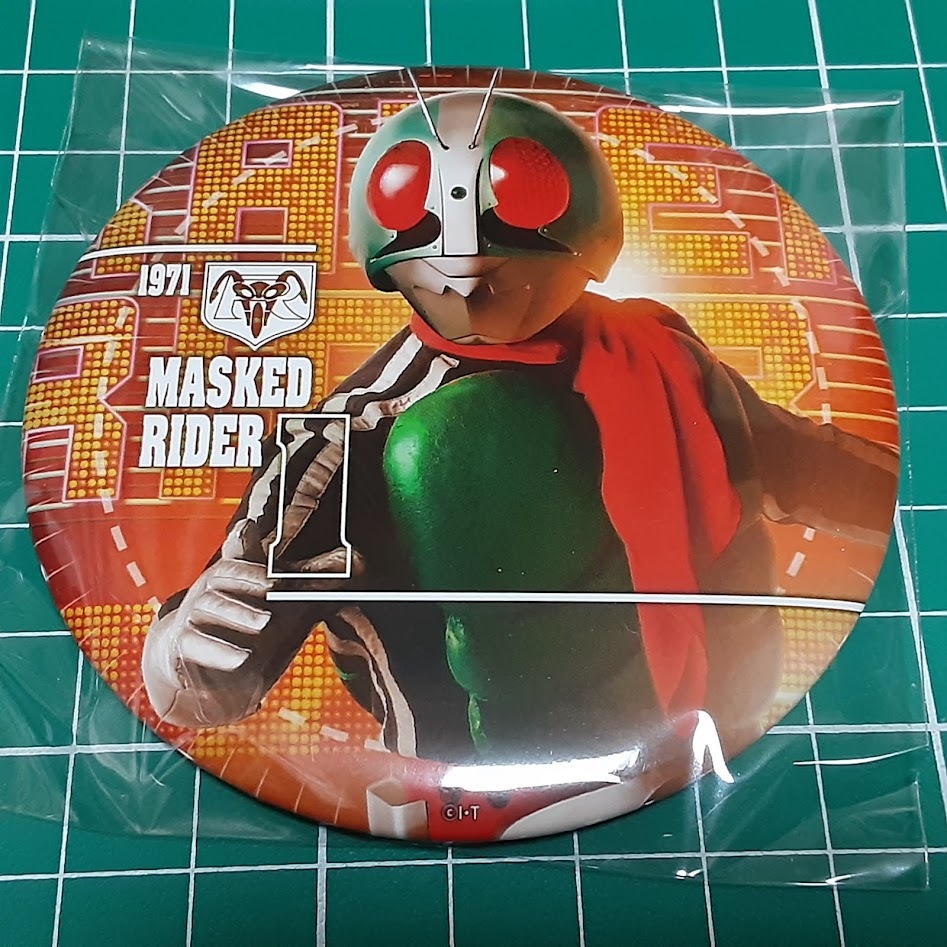 1971
MASKED
RIDER
1
©I·T